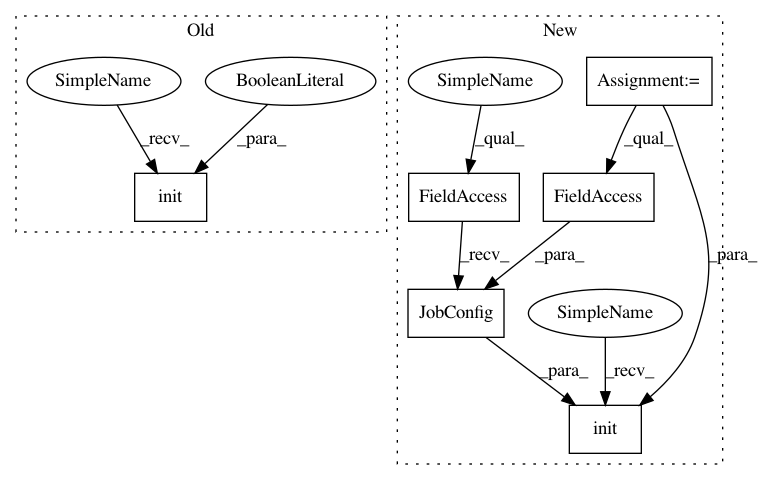 Old
New
SimpleName
BooleanLiteral
SimpleName
Assignment:=
_recv_
_para_
_qual_
_qual_
init
FieldAccess
FieldAccess
_recv_
_para_
_para_
JobConfig
SimpleName
_para_
_recv_
init